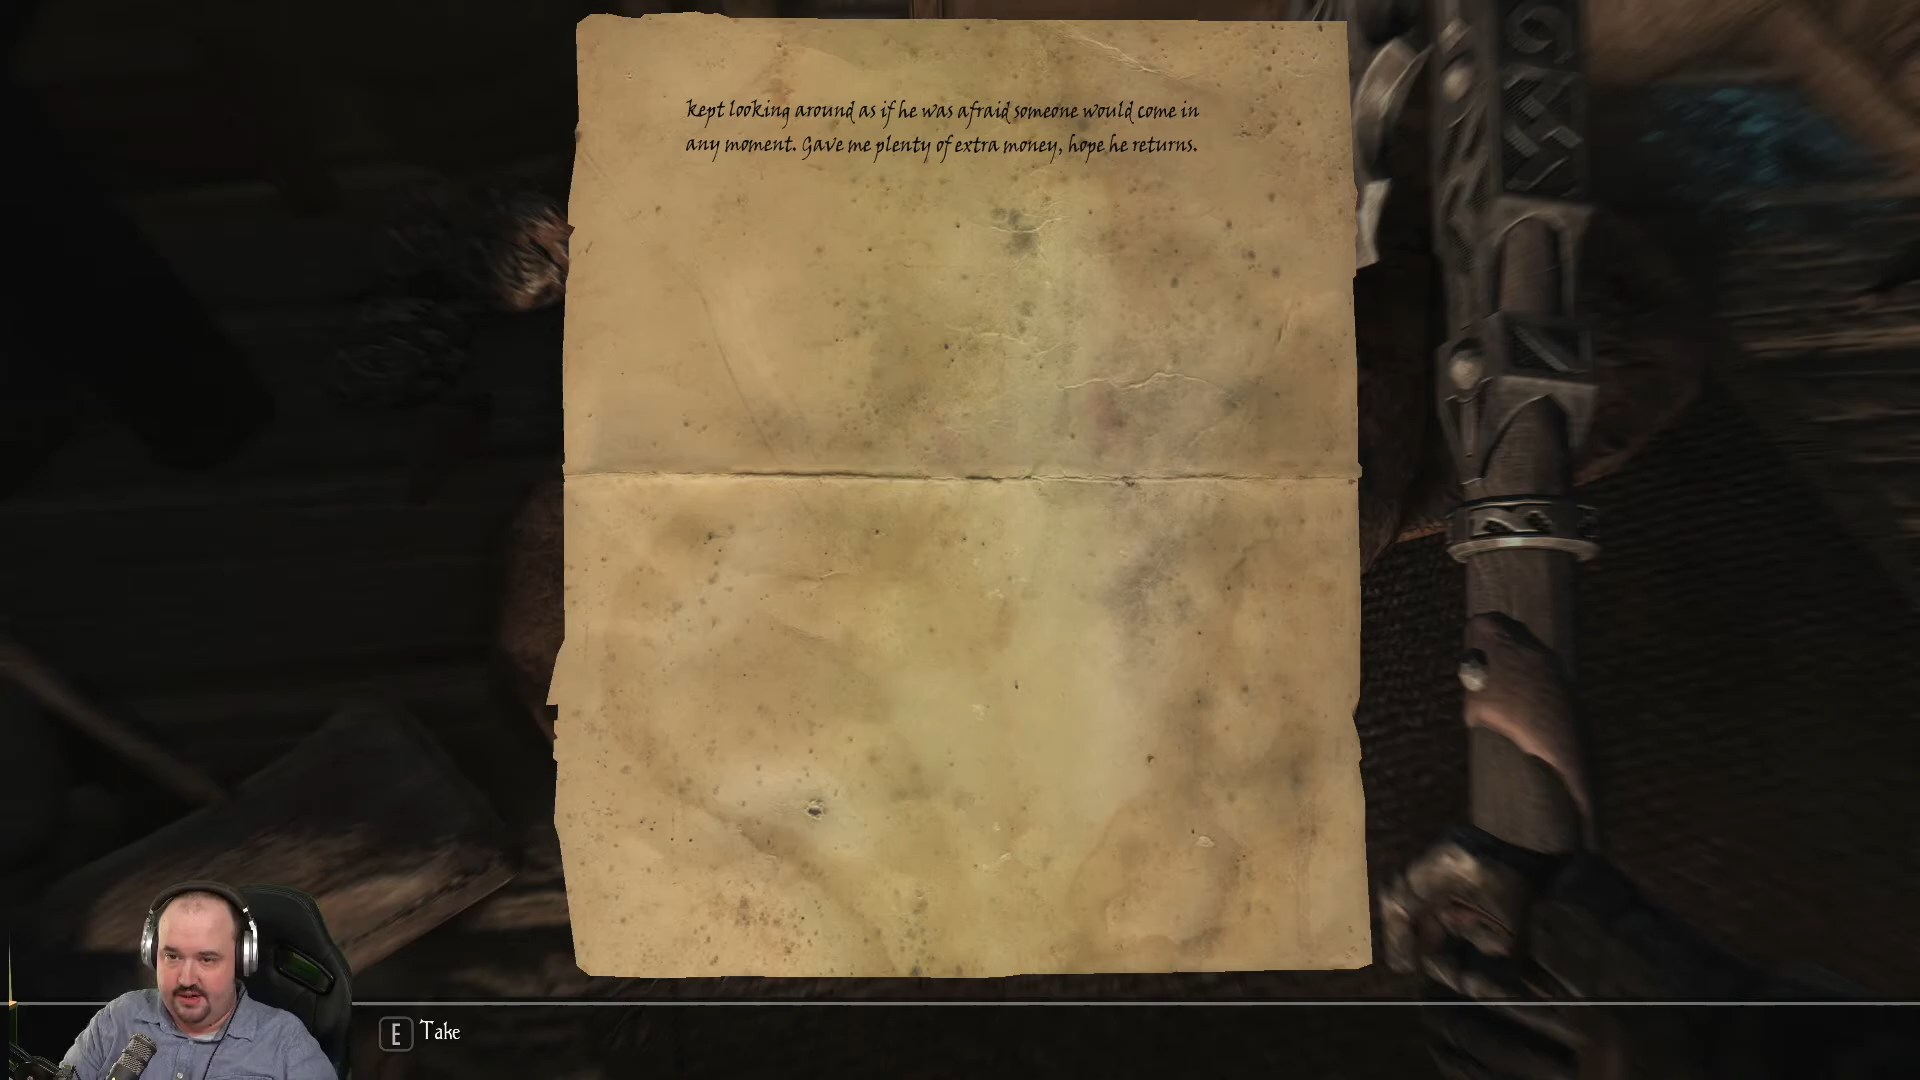 kept looking around as if he was afraid someone would come in
any moment. Gave me plenty of extra money, hope he returns.
E Take